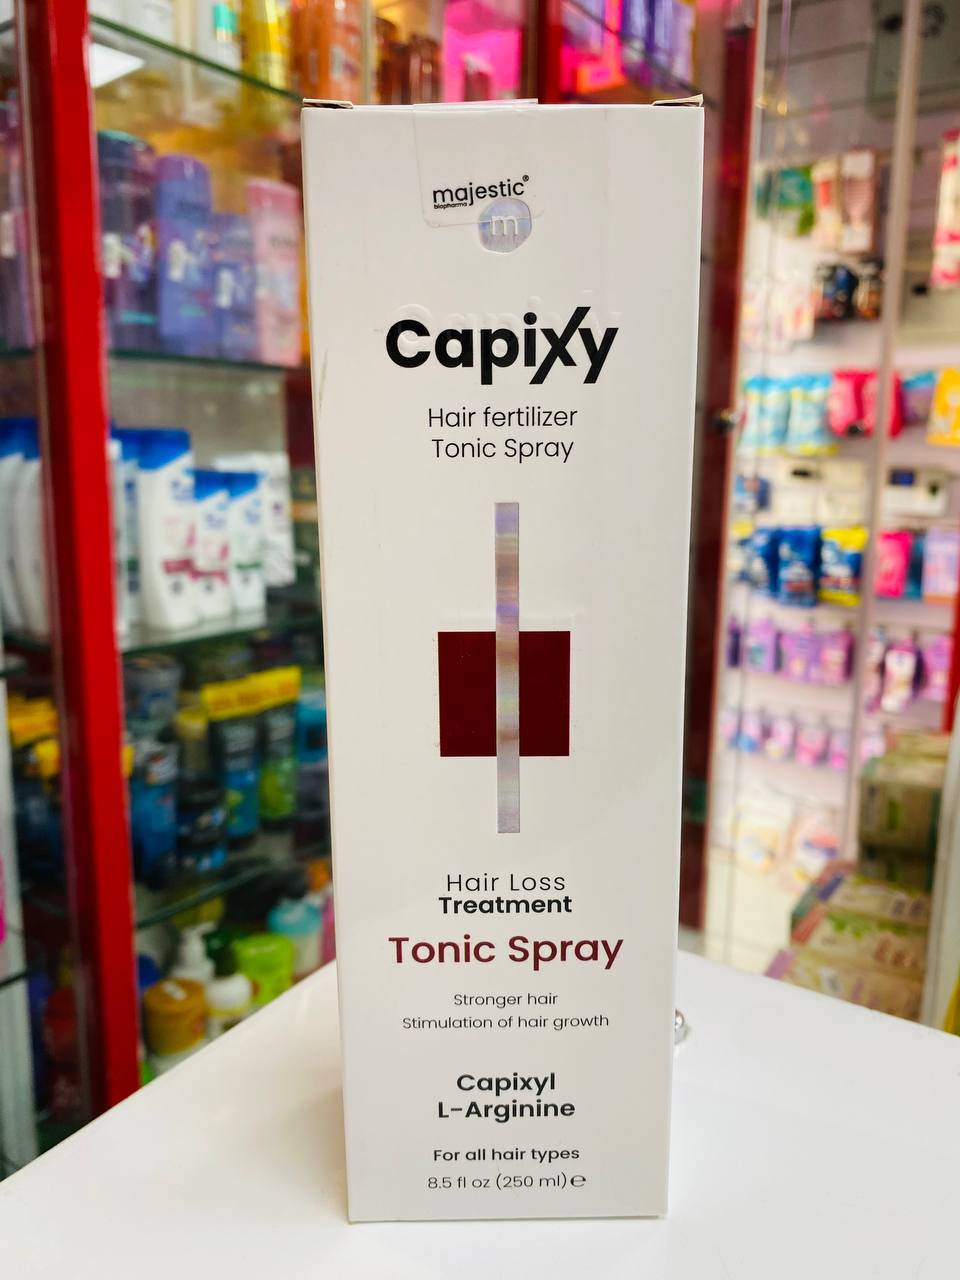 majestic®
biopharma
m
Capixy
Hair fertilizer
Tonic Spray
Hair Loss
Treatment
Tonic Spray
Stronger hair
Stimulation of hair growth
Capixyl
L-Arginine
For all hair types
8.5 fl oz (250 ml) ℮